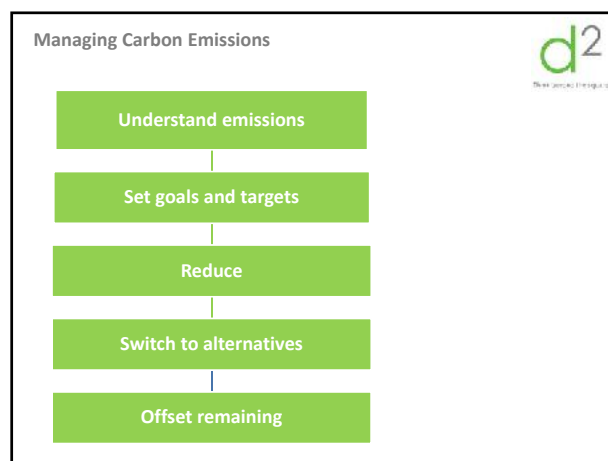 Managing Carbon Emissions
d2
Understand emissions
Set goals and targets
Reduce
Switch to alternatives
Offset remaining